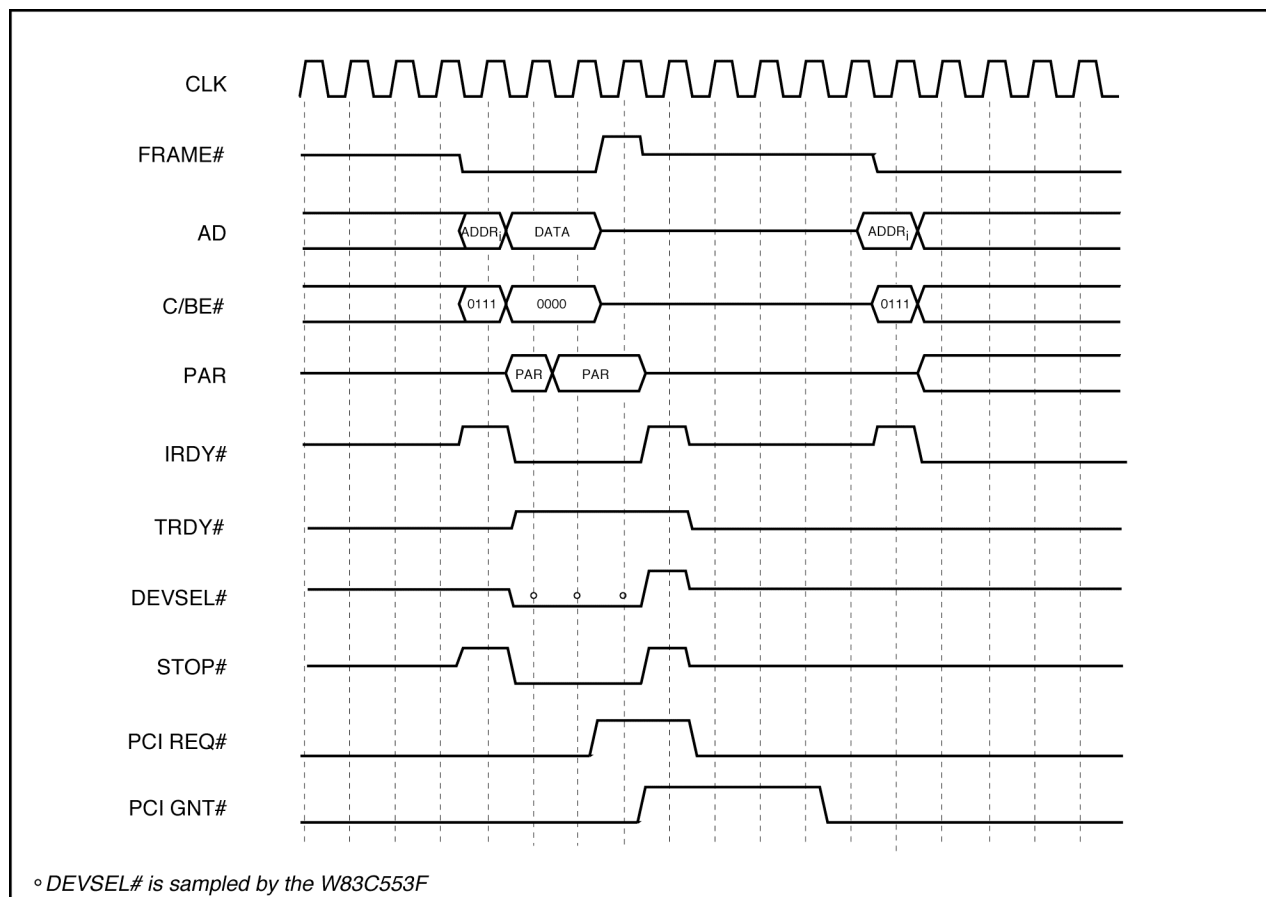 CLK
FRAME#
AD
ADDRi
DATA
ADDRi
C/BE#
0111
0000
0111
PAR
PAR
PAR
IRDY#
TRDY#
DEVSEL#
STOP#
PCI REQ#
PCI GNT#
° DEVSEL# is sampled by the W83C553F